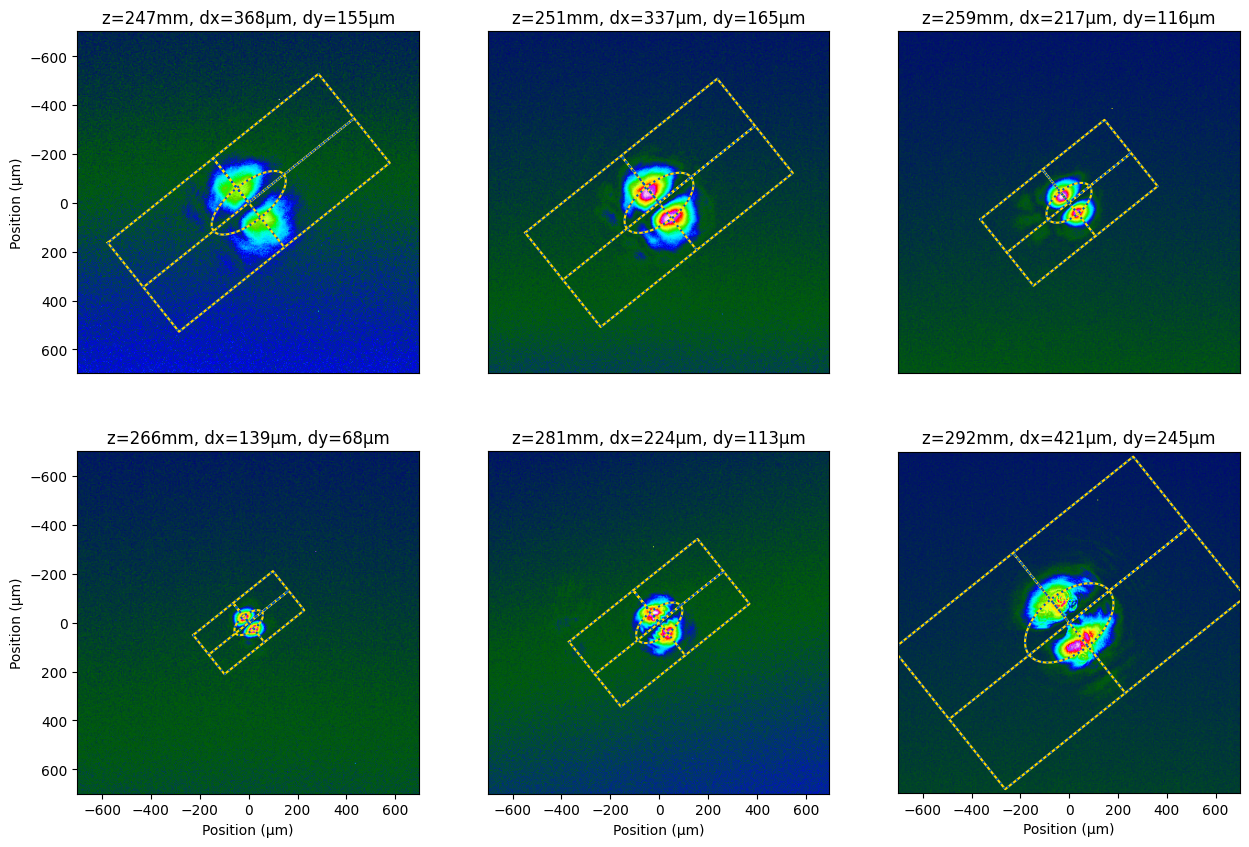 z=247mm, dx=368µm, dy=155µm
z=251mm, dx=337µm, dy=165µm
z=259mm, dx=217µm, dy=116µm
Position (µm)
−600
−400
−200
0
200
400
600
z=266mm, dx=139µm, dy=68µm
z=281mm, dx=224µm, dy=113µm
z=292mm, dx=421µm, dy=245µm
Position (µm)
−600
−400
−200
0
200
400
600
−600 −400 −200 0 200 400 600
−600 −400 −200 0 200 400 600
−600 −400 −200 0 200 400 600
Position (µm)
Position (µm)
Position (µm)